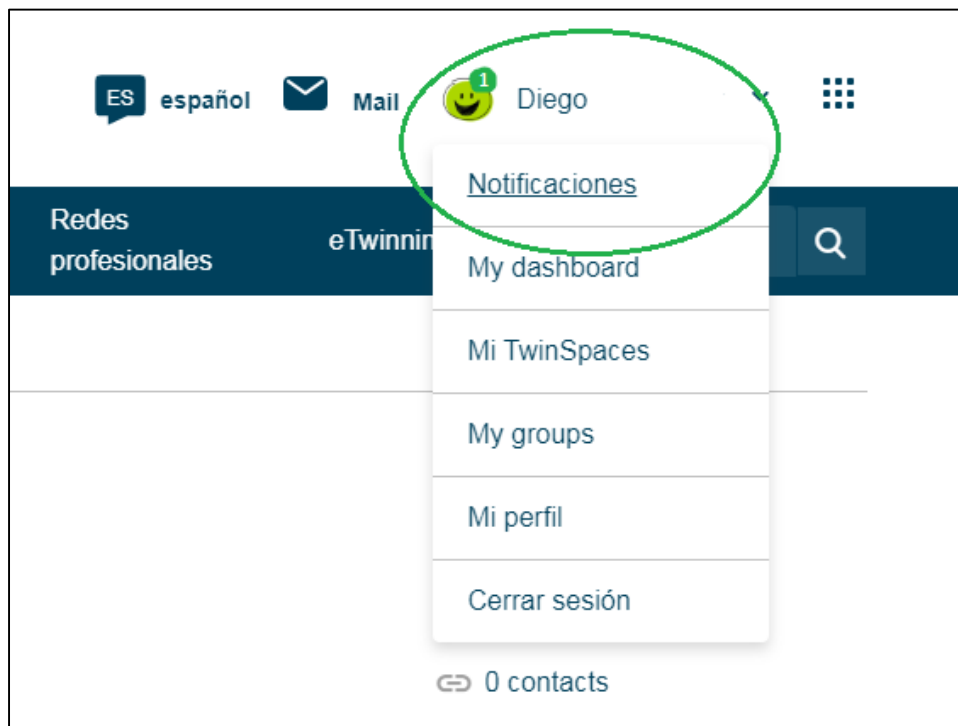 ES español Mail 1 Diego
Notificaciones
Redes
profesionales
eTwinnin
My dashboard
Mi TwinSpaces
My groups
Mi perfil
Cerrar sesión
0 contacts